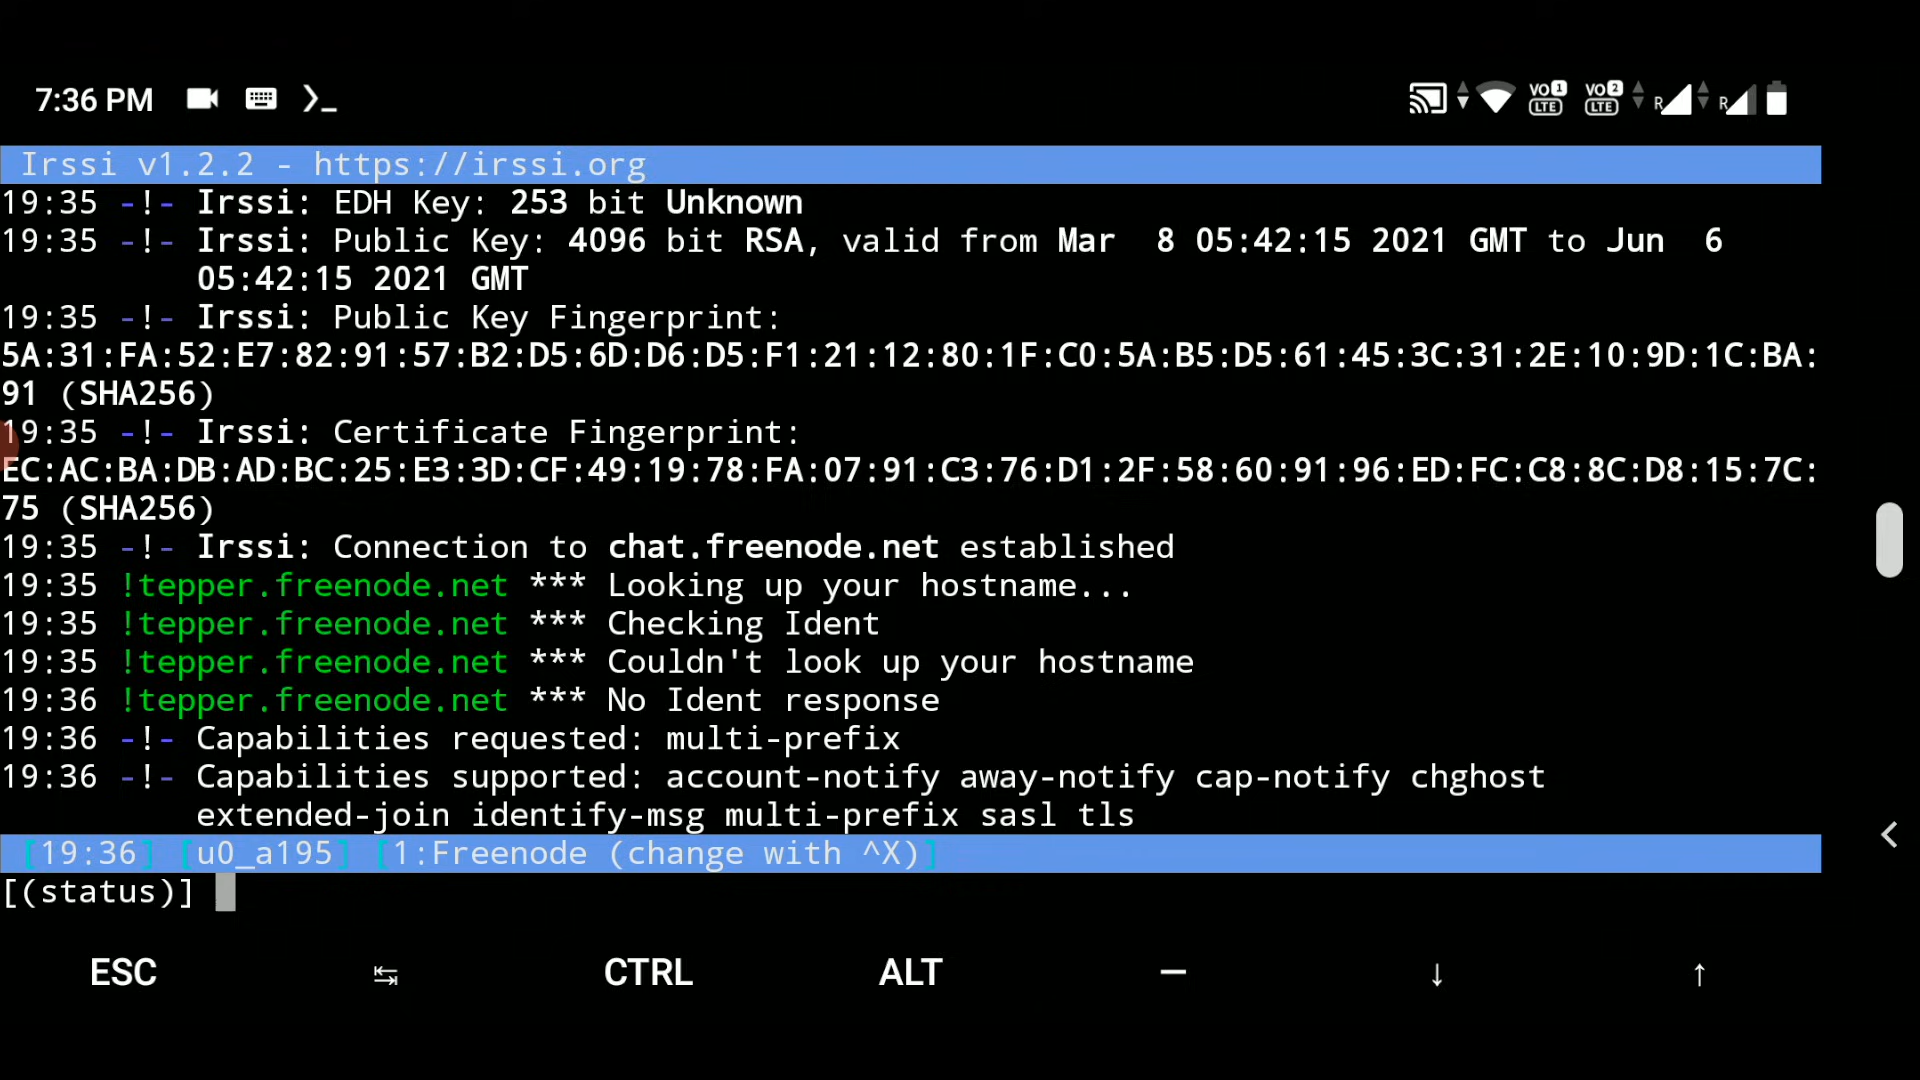 7:36 PM
VO 1 LTE VO 2 LTE R R
Irssi v1.2.2 - https://irssi.org
19:35 -!- Irssi: EDH Key: 253 bit Unknown
19:35 -!- Irssi: Public Key: 4096 bit RSA, valid from Mar  8 05:42:15 2021 GMT to Jun  6
05:42:15 2021 GMT
19:35 -!- Irssi: Public Key Fingerprint:
5A:31:FA:52:E7:82:91:57:B2:D5:6D:D6:D5:F1:21:12:80:1F:C0:5A:B5:D5:61:45:3C:31:2E:10:9D:1C:BA:
91 (SHA256)
19:35 -!- Irssi: Certificate Fingerprint:
EC:AC:BA:DB:AD:BC:25:E3:3D:CF:49:19:78:FA:07:91:C3:76:D1:2F:58:60:91:96:ED:FC:C8:8C:D8:15:7C:
75 (SHA256)
19:35 -!- Irssi: Connection to chat.freenode.net established
19:35 !tepper.freenode.net *** Looking up your hostname...
19:35 !tepper.freenode.net *** Checking Ident
19:35 !tepper.freenode.net *** Couldn't look up your hostname
19:36 !tepper.freenode.net *** No Ident response
19:36 -!- Capabilities requested: multi-prefix
19:36 -!- Capabilities supported: account-notify away-notify cap-notify chghost
extended-join identify-msg multi-prefix sasl tls
[19:36] [u0_a195] [1:Freenode (change with ^X)]
[(status)]
ESC ↹ CTRL ALT — ↓ ↑